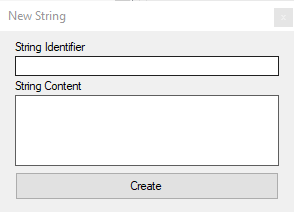 New String
String Identifier
String Content
Create